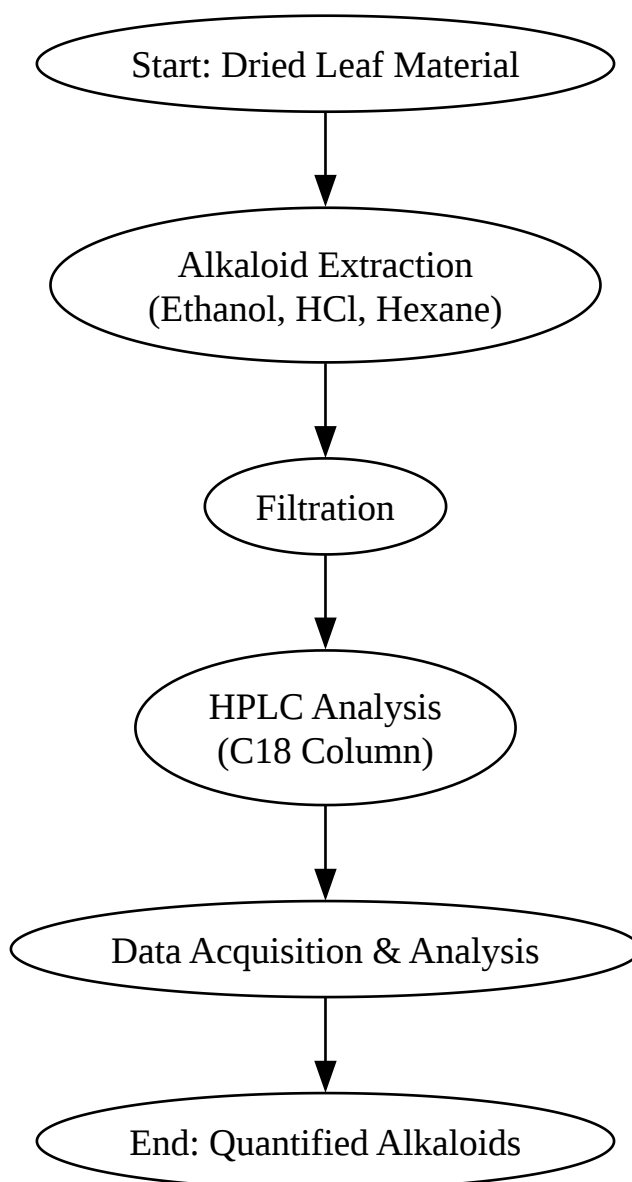 Start: Dried Leaf Material
Alkaloid Extraction
(Ethanol, HCl, Hexane)
Filtration
HPLC Analysis
(C18 Column)
Data Acquisition & Analysis
End: Quantified Alkaloids